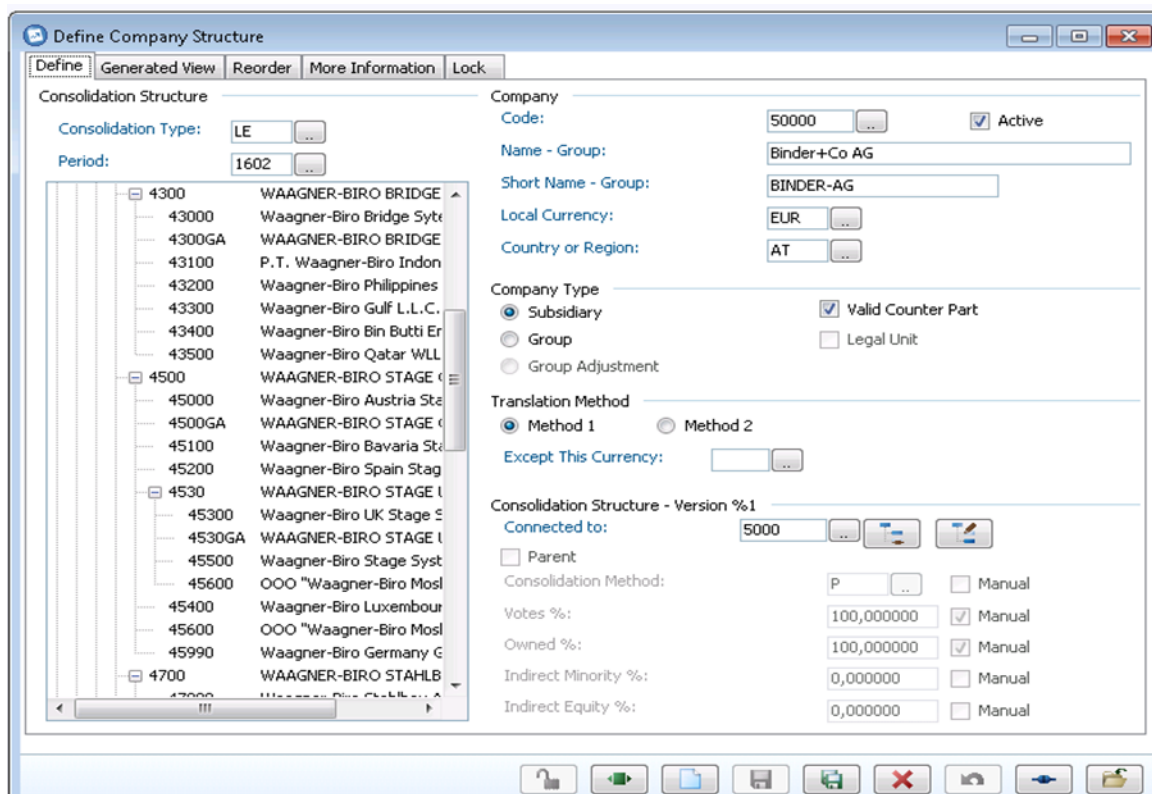 Define Company Structure
Define Generated View Reorder More Information Lock
Consolidation Structure
Consolidation Type: LE ..
Period: 1602 ..
4300 WAAGNER-BIRO BRIDGE
43000 Waagner-Biro Bridge Syte
4300GA WAAGNER-BIRO BRIDGE
43100 P.T. Waagner-Biro Indon
43200 Waagner-Biro Philippines
43300 Waagner-Biro Gulf L.L.C.
43400 Waagner-Biro Bin Butti Er
43500 Waagner-Biro Qatar WLL
4500 WAAGNER-BIRO STAGE
45000 Waagner-Biro Austria Sta
4500GA WAAGNER-BIRO STAGE
45100 Waagner-Biro Bavaria Sta
45200 Waagner-Biro Spain Stag
4530 WAAGNER-BIRO STAGE U
45300 Waagner-Biro UK Stage S
4530GA WAAGNER-BIRO STAGE U
45500 Waagner-Biro Stage Syst
45600 OOO "Waagner-Biro Mosl
45400 Waagner-Biro Luxembour
45600 OOO "Waagner-Biro Mosl
45990 Waagner-Biro Germany G
4700 WAAGNER-BIRO STAHLB
Company
Code: 50000 .. Active
Name - Group: Binder+Co AG
Short Name - Group: BINDER-AG
Local Currency: EUR ..
Country or Region: AT ..
Company Type
Subsidiary Valid Counter Part
Group Legal Unit
Group Adjustment
Translation Method
Method 1 Method 2
Except This Currency: ..
Consolidation Structure - Version %1
Connected to: 5000 ..
Parent
Consolidation Method: P .. Manual
Votes %: 100,000000 Manual
Owned %: 100,000000 Manual
Indirect Minority %: 0,000000 Manual
Indirect Equity %: 0,000000 Manual